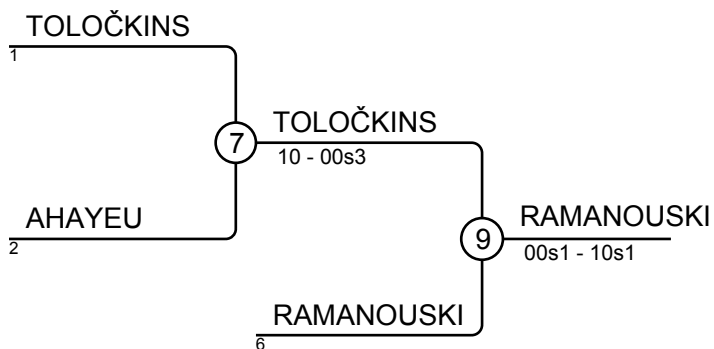 TOLOČKINS
1
7
TOLOČKINS
10 - 00s3
AHAYEU
2
9
RAMANOUSKI
00s1 - 10s1
RAMANOUSKI
6